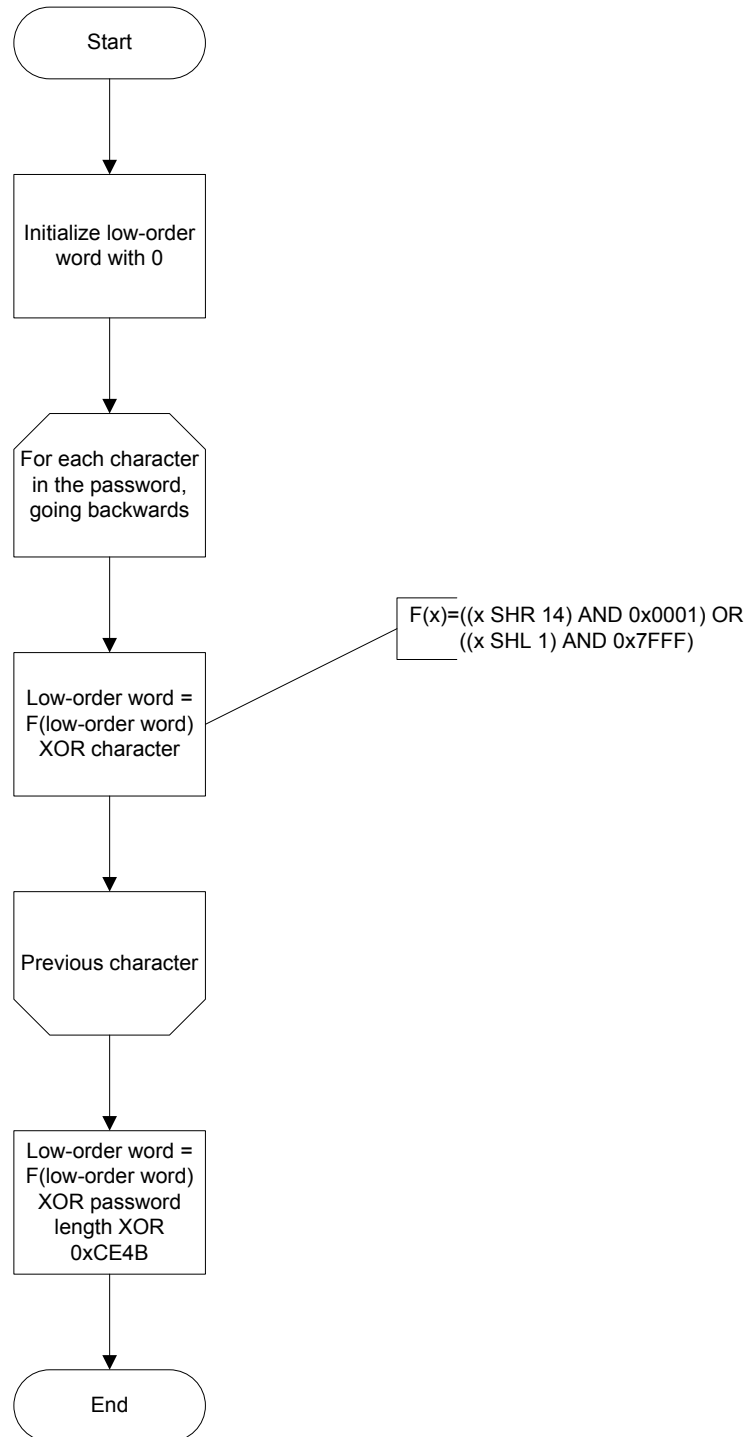 Start
Initialize low-order
word with 0
For each character
in the password,
going backwards
Low-order word =
F(low-order word)
XOR character
F(x)=((x SHR 14) AND 0x0001) OR
((x SHL 1) AND 0x7FFF)
Previous character
Low-order word =
F(low-order word)
XOR password
length XOR
0xCE4B
End